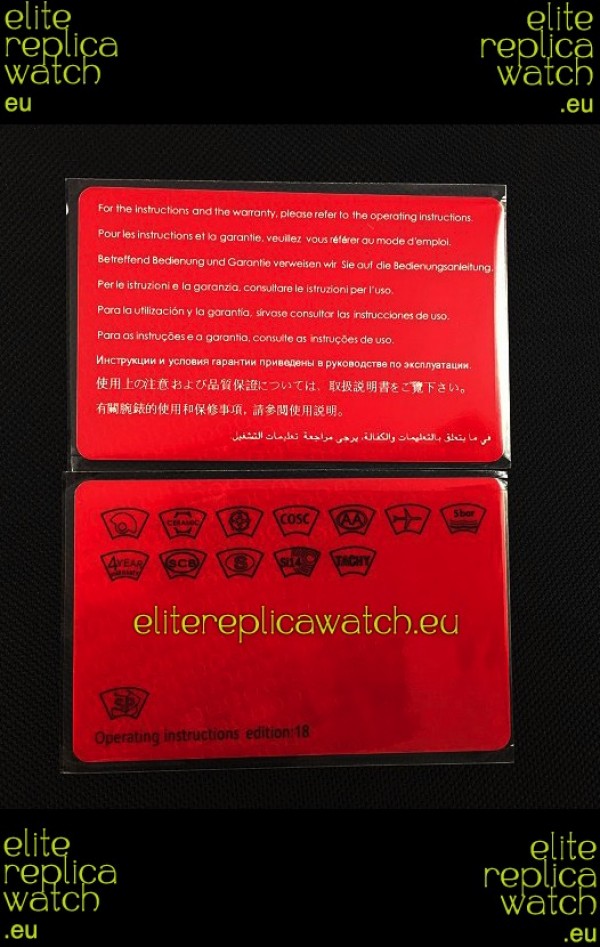 elite replica watch .eu
elite replica watch .eu
For the instructions and the warranty, please refer to the operating instructions.
Pour les instructions et la garantie, veuillez vous référer au mode d'emploi.
Betreffend Bedienung und Garantie verweisen wir Sie auf die Bedienungsanleitung.
Per le istruzioni e la garanzia, consultare le istruzioni per l'uso.
Para la utilización y la garantía, sírvase consultar las instrucciones de uso.
Para as instruções e a garantia, consulte as instruções de uso.
Инструкции и условия гарантии приведены в руководстве по эксплуатации.
使用上の注意および品質保證については、取扱説明書をご覽下さい。
有關腕錶的使用和保修事項，請參閱使用説明。
في ما يتعلق بالتعليمات والكفالة، يرجى مراجعة تعليمات التشغيل.
CERAMIC COSC AA 5 bar
4 YEAR SCB S Si14 TACHY
elitereplicawatch.eu
Operating instructions edition:18
elite replica watch .eu
elite replica watch .eu